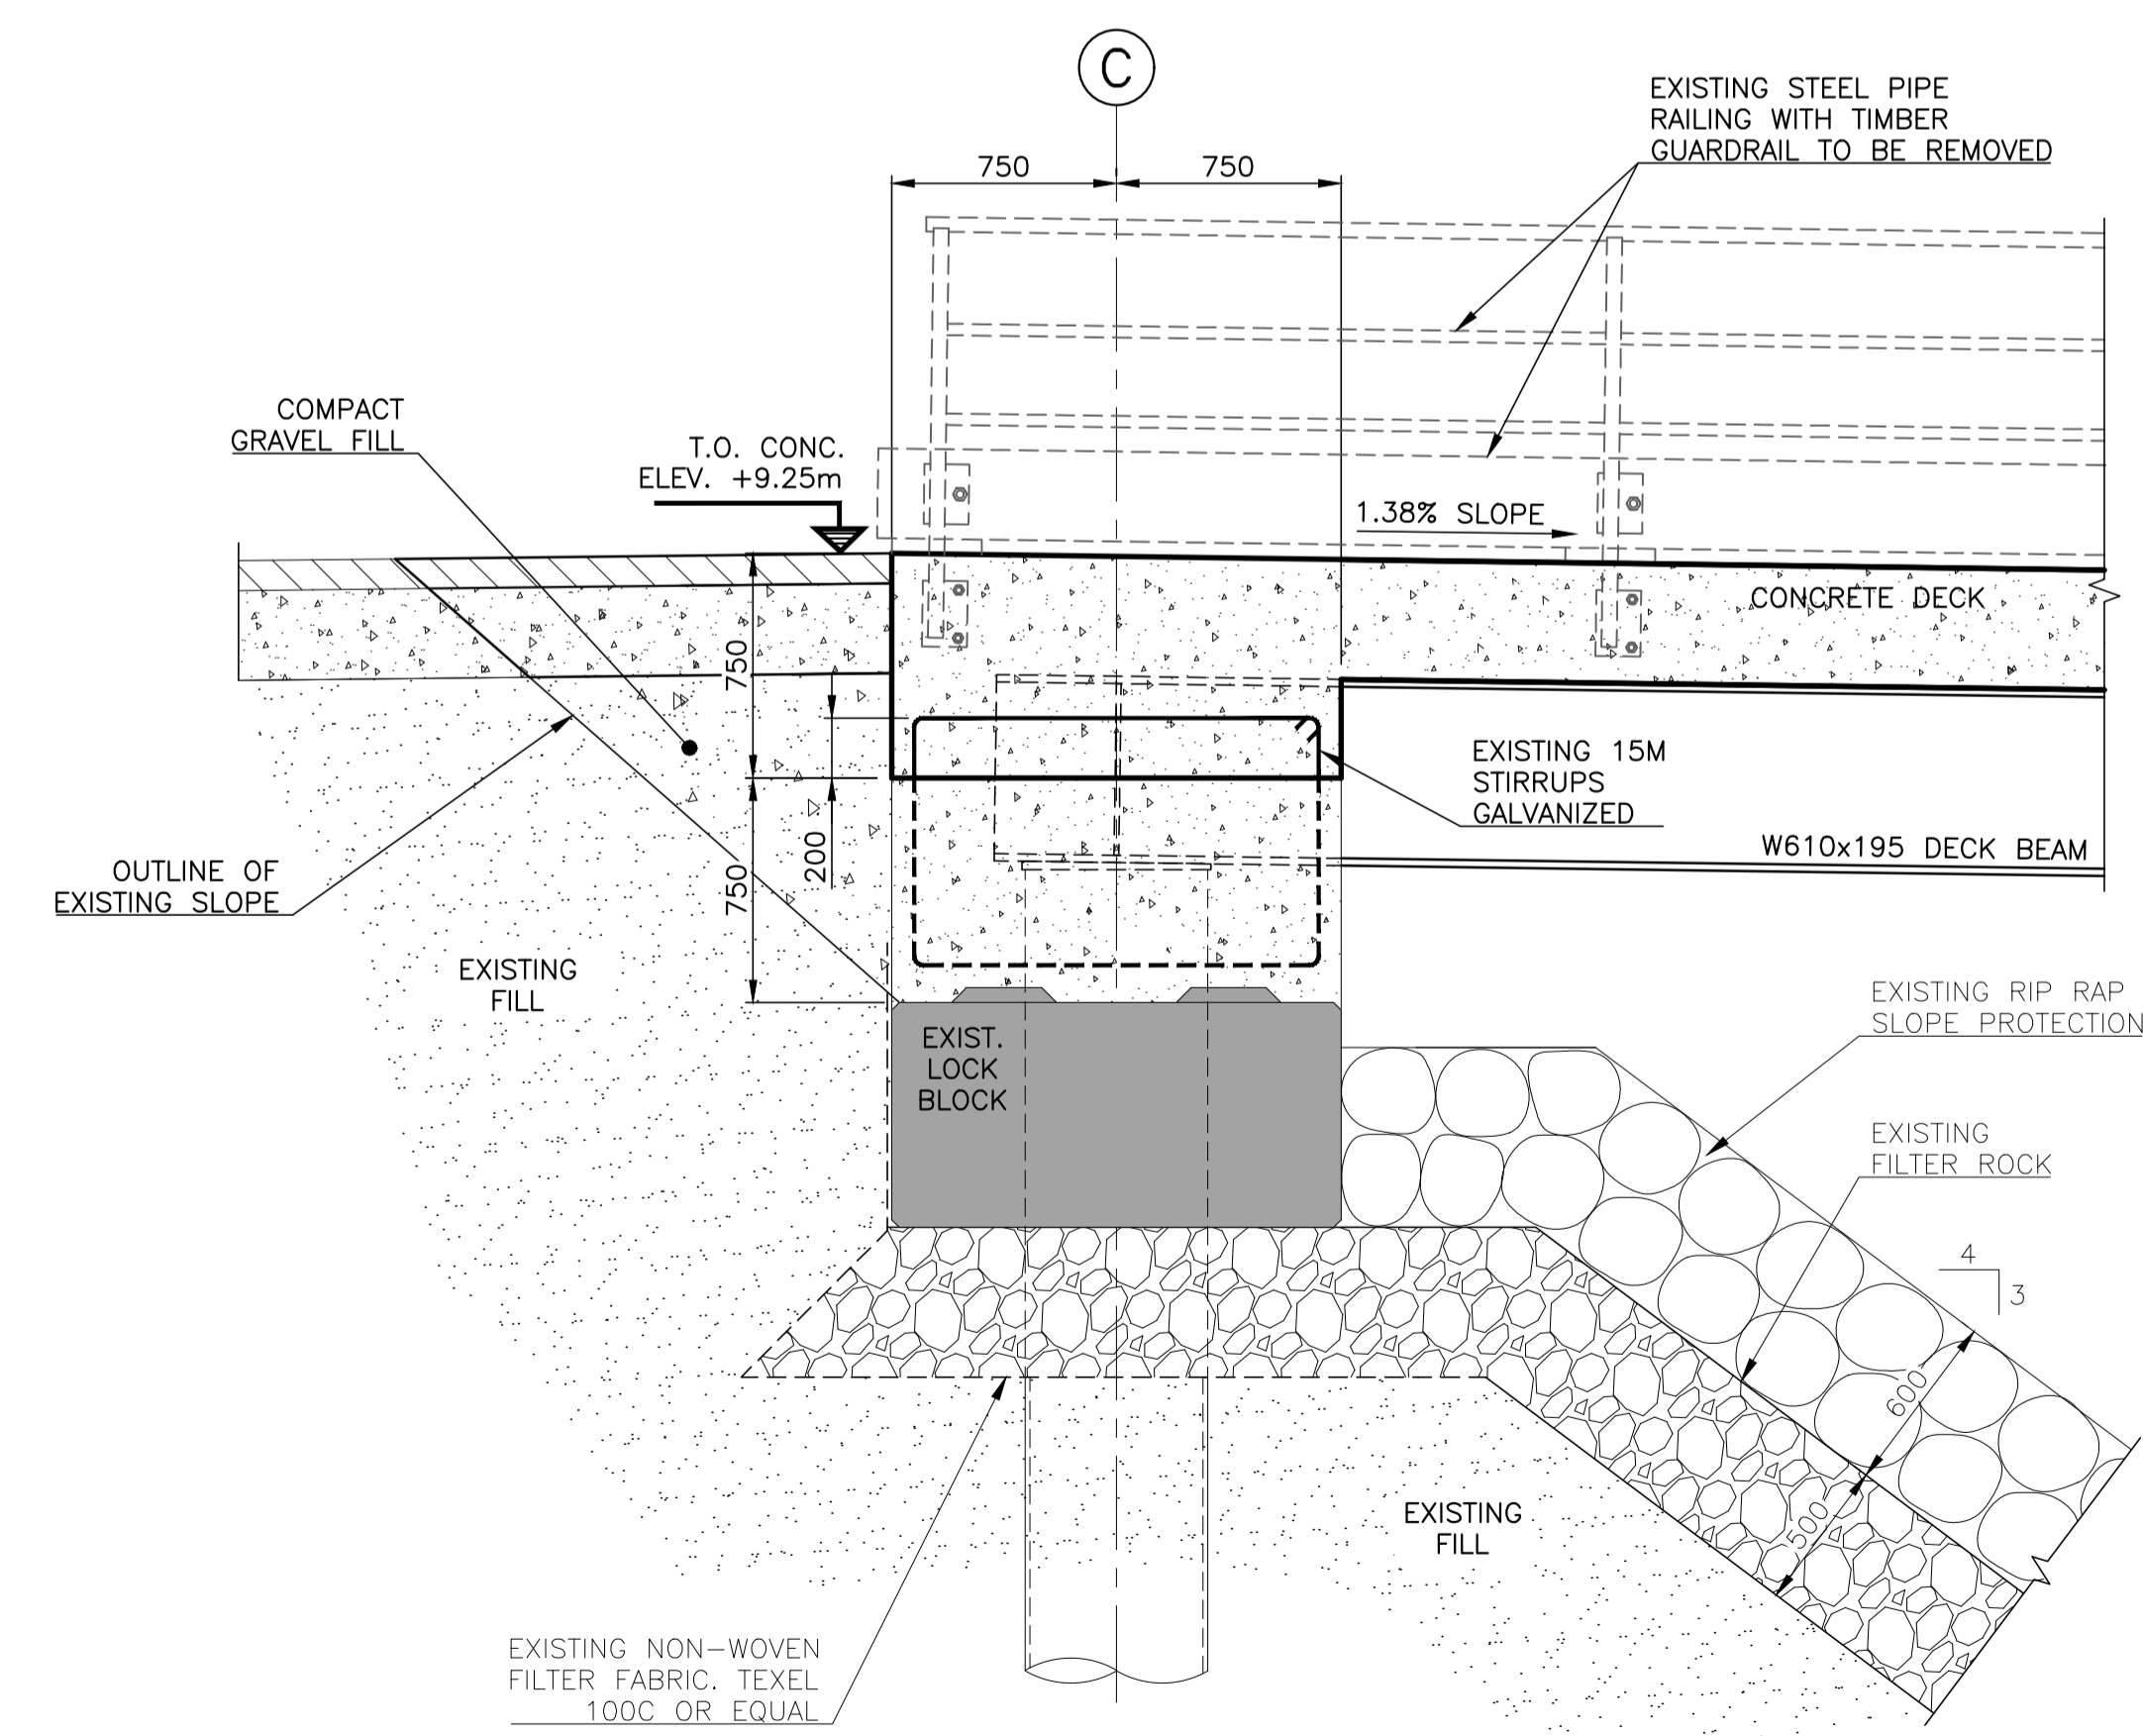 C
EXISTING STEEL PIPE
RAILING WITH TIMBER
GUARDRAIL TO BE REMOVED
750
750
COMPACT
GRAVEL FILL
T.O. CONC.
ELEV. +9.25m
1.38% SLOPE
CONCRETE DECK
750
EXISTING 15M
STIRRUPS
GALVANIZED
W610x195 DECK BEAM
200
750
OUTLINE OF
EXISTING SLOPE
EXISTING
FILL
EXIST.
LOCK
BLOCK
EXISTING RIP RAP
SLOPE PROTECTION
EXISTING
FILTER ROCK
4
3
600
500
EXISTING
FILL
EXISTING NON-WOVEN
FILTER FABRIC. TEXEL
100C OR EQUAL